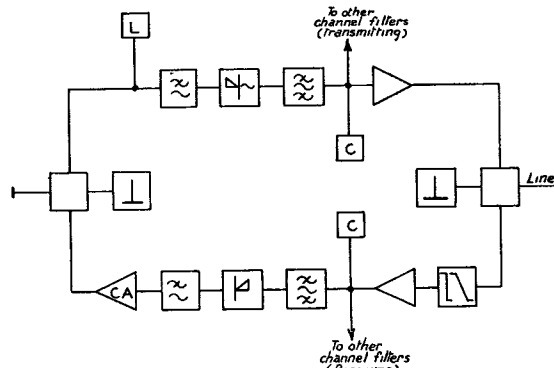 To other
channel filters
(Transmitting)
L
C
Line
C
CA
To other
channel filters